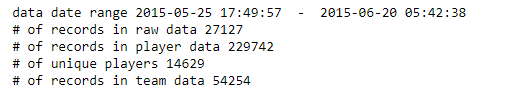 data date range 2015-05-25 17:49:57  -  2015-06-20 05:42:38
# of records in raw data 27127
# of records in player data 229742
# of unique players 14629
# of records in team data 54254